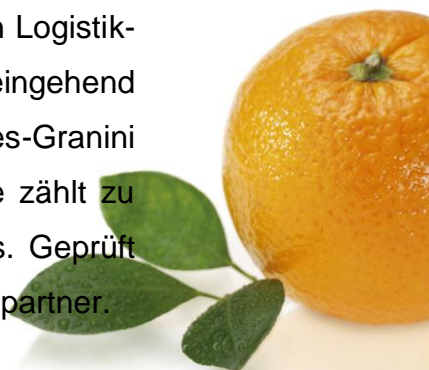 Logistik-
eingehend
es-Granini
zählt zu
s. Geprüft
partner.